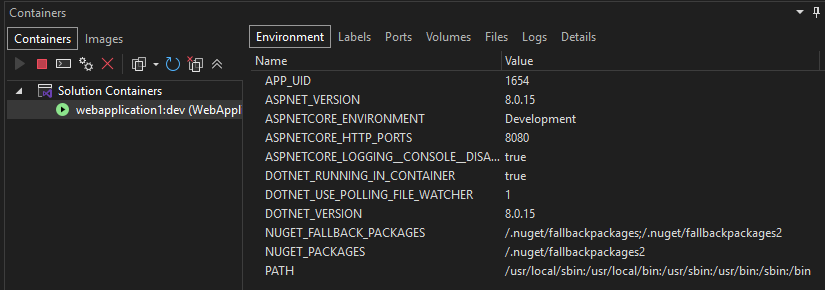 Containers
Containers Images
Environment Labels Ports Volumes Files Logs Details
Name Value
Solution Containers
webapplication1:dev (WebAppl
APP_UID 1654
ASPNET_VERSION 8.0.15
ASPNETCORE_ENVIRONMENT Development
ASPNETCORE_HTTP_PORTS 8080
ASPNETCORE_LOGGING__CONSOLE__DISA... true
DOTNET_RUNNING_IN_CONTAINER true
DOTNET_USE_POLLING_FILE_WATCHER 1
DOTNET_VERSION 8.0.15
NUGET_FALLBACK_PACKAGES /.nuget/fallbackpackages;/.nuget/fallbackpackages2
NUGET_PACKAGES /.nuget/fallbackpackages2
PATH /usr/local/sbin:/usr/local/bin:/usr/sbin:/usr/bin:/sbin:/bin